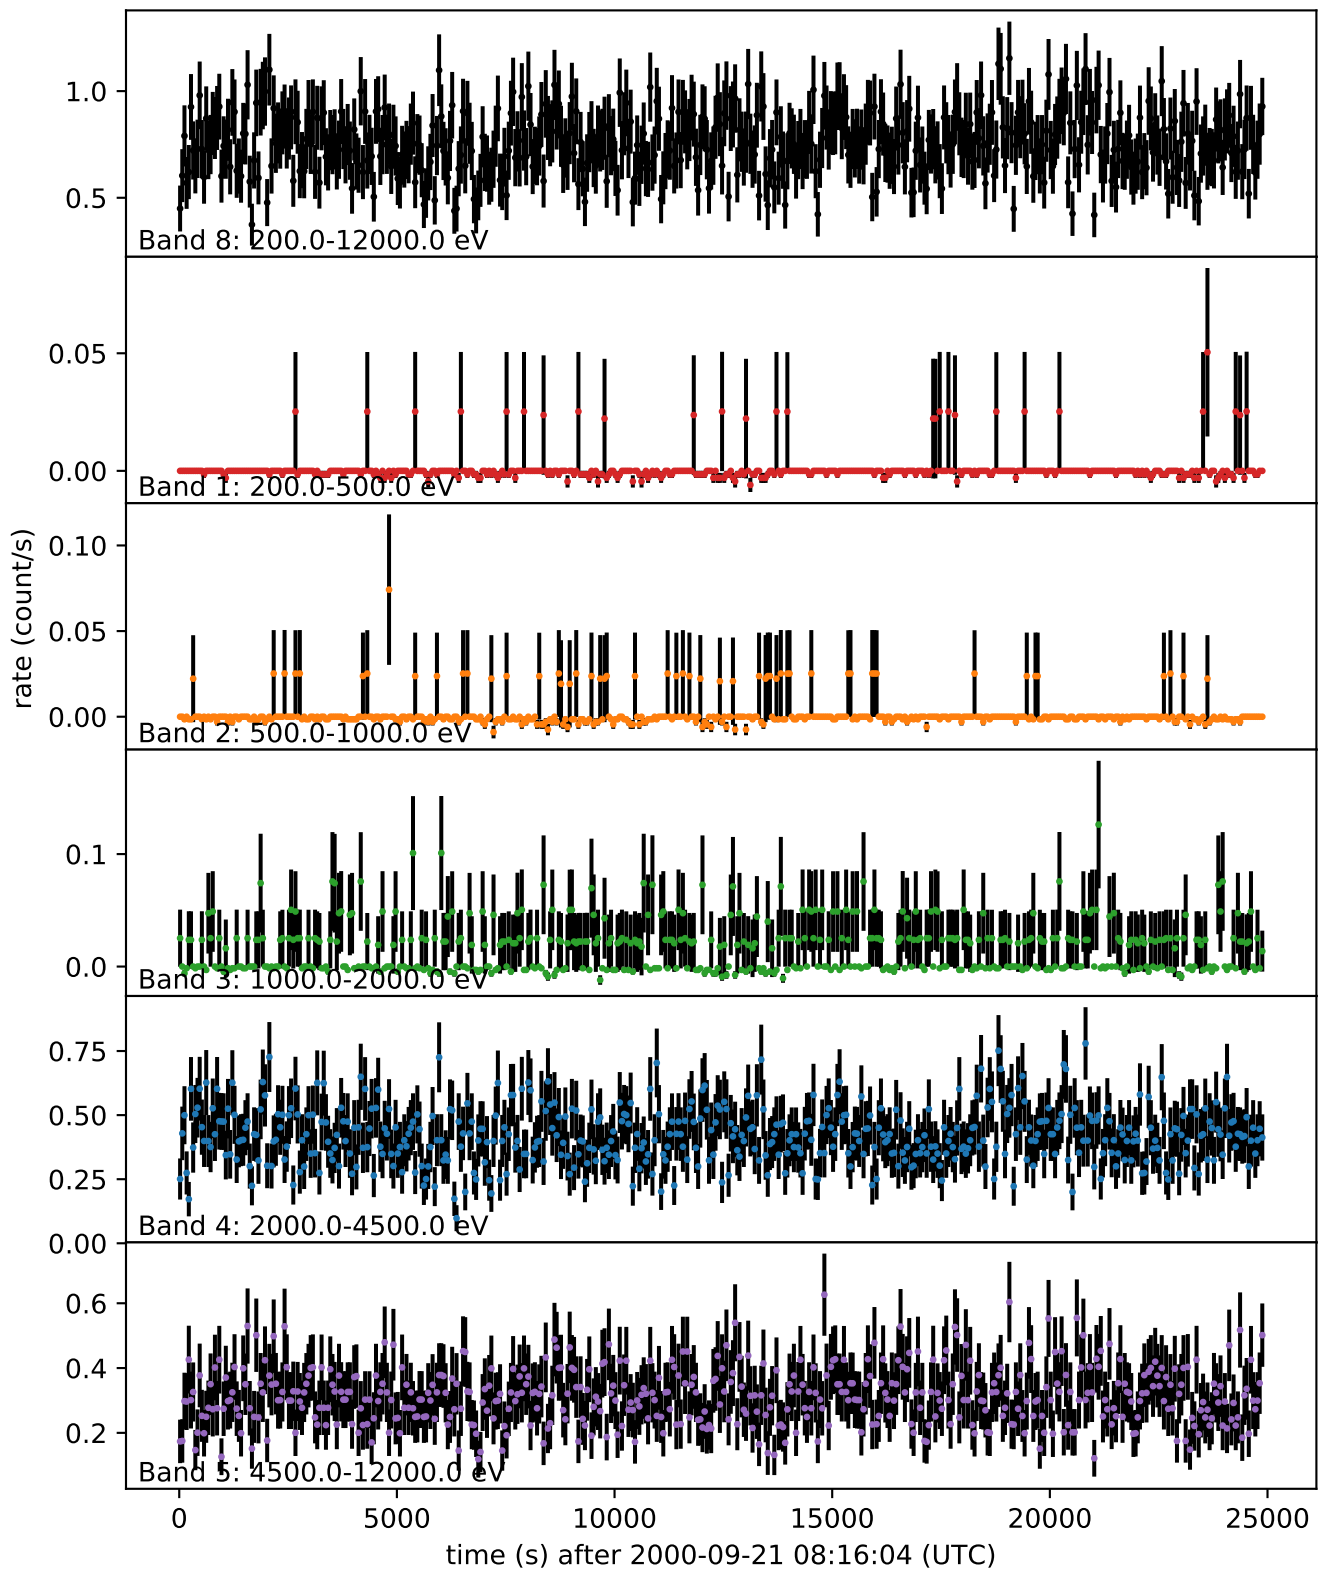 1.0
0.5
Band 8: 200.0-12000.0 eV
0.05
0.00
Band 1: 200.0-500.0 eV
rate (count/s)
0.10
0.05
0.00
Band 2: 500.0-1000.0 eV
0.1
0.0
Band 3: 1000.0-2000.0 eV
0.75
0.50
0.25
0.00
Band 4: 2000.0-4500.0 eV
0.6
0.4
0.2
Band 5: 4500.0-12000.0 eV
0 5000 10000 15000 20000 25000
time (s) after 2000-09-21 08:16:04 (UTC)